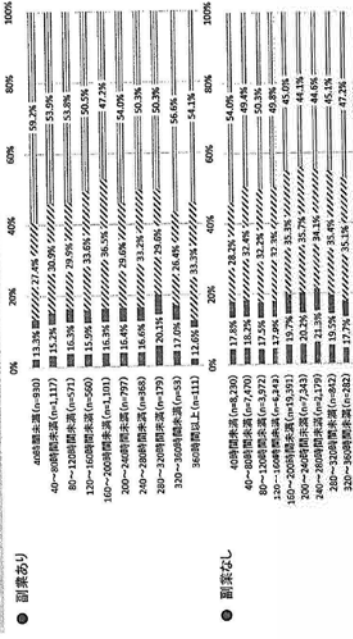 ● 副業あり
0% 20% 40% 60% 80% 100%
40時間未満(n=930) 13.3% 27.4% 59.2%
40～80時間未満(n=1,117) 15.2% 30.9% 53.9%
80～120時間未満(n=571) 16.3% 29.9% 53.8%
120～160時間未満(n=560) 15.9% 33.6% 50.5%
160～200時間未満(n=1,101) 16.3% 36.5% 47.2%
200～240時間未満(n=797) 16.4% 29.6% 54.0%
240～280時間未満(n=368) 16.6% 33.2% 50.3%
280～320時間未満(n=179) 20.1% 29.6% 50.3%
320～360時間未満(n=53) 17.0% 26.4% 56.6%
360時間以上(n=111) 12.6% 33.3% 54.1%
● 副業なし
0% 20% 40% 60% 80% 100%
40時間未満(n=8,230) 17.8% 28.2% 54.0%
40～80時間未満(n=7,470) 18.2% 32.4% 49.4%
80～120時間未満(n=3,972) 17.5% 32.2% 50.3%
120～160時間未満 17.9% 32.3% 49.8%
160～200時間未満(n=19,391) 19.7% 35.3% 45.0%
200～240時間未満(n=7,343) 20.2% 35.7% 44.1%
240～280時間未満(n=2,179) 21.3% 34.1% 44.6%
280～320時間未満(n=842) 19.5% 35.4% 45.1%
320～360時間未満(n=282) 17.7% 35.1% 47.2%